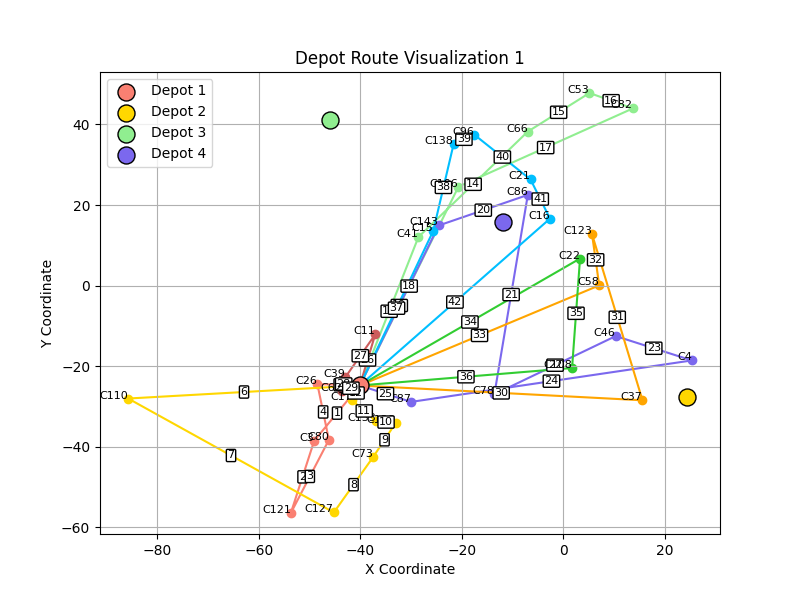 Depot Route Visualization 1
Depot 1
Depot 2
Depot 3
Depot 4
Y Coordinate
X Coordinate
40
20
0
−20
−40
−60
−80
−60
−40
−20
0
20
C53
16
C82
15
C66
17
C96
39
C138
40
C21
14
38
C86
41
20
C16
C143
C15
C41
C123
32
C22
C58
18
21
42
37
35
31
34
33
C46
23
C4
C11
27
36
24
C39
C26
29
25
C87
30
C37
C110
6
4
1
11
10
C80
9
7
C73
3
8
C121
C127